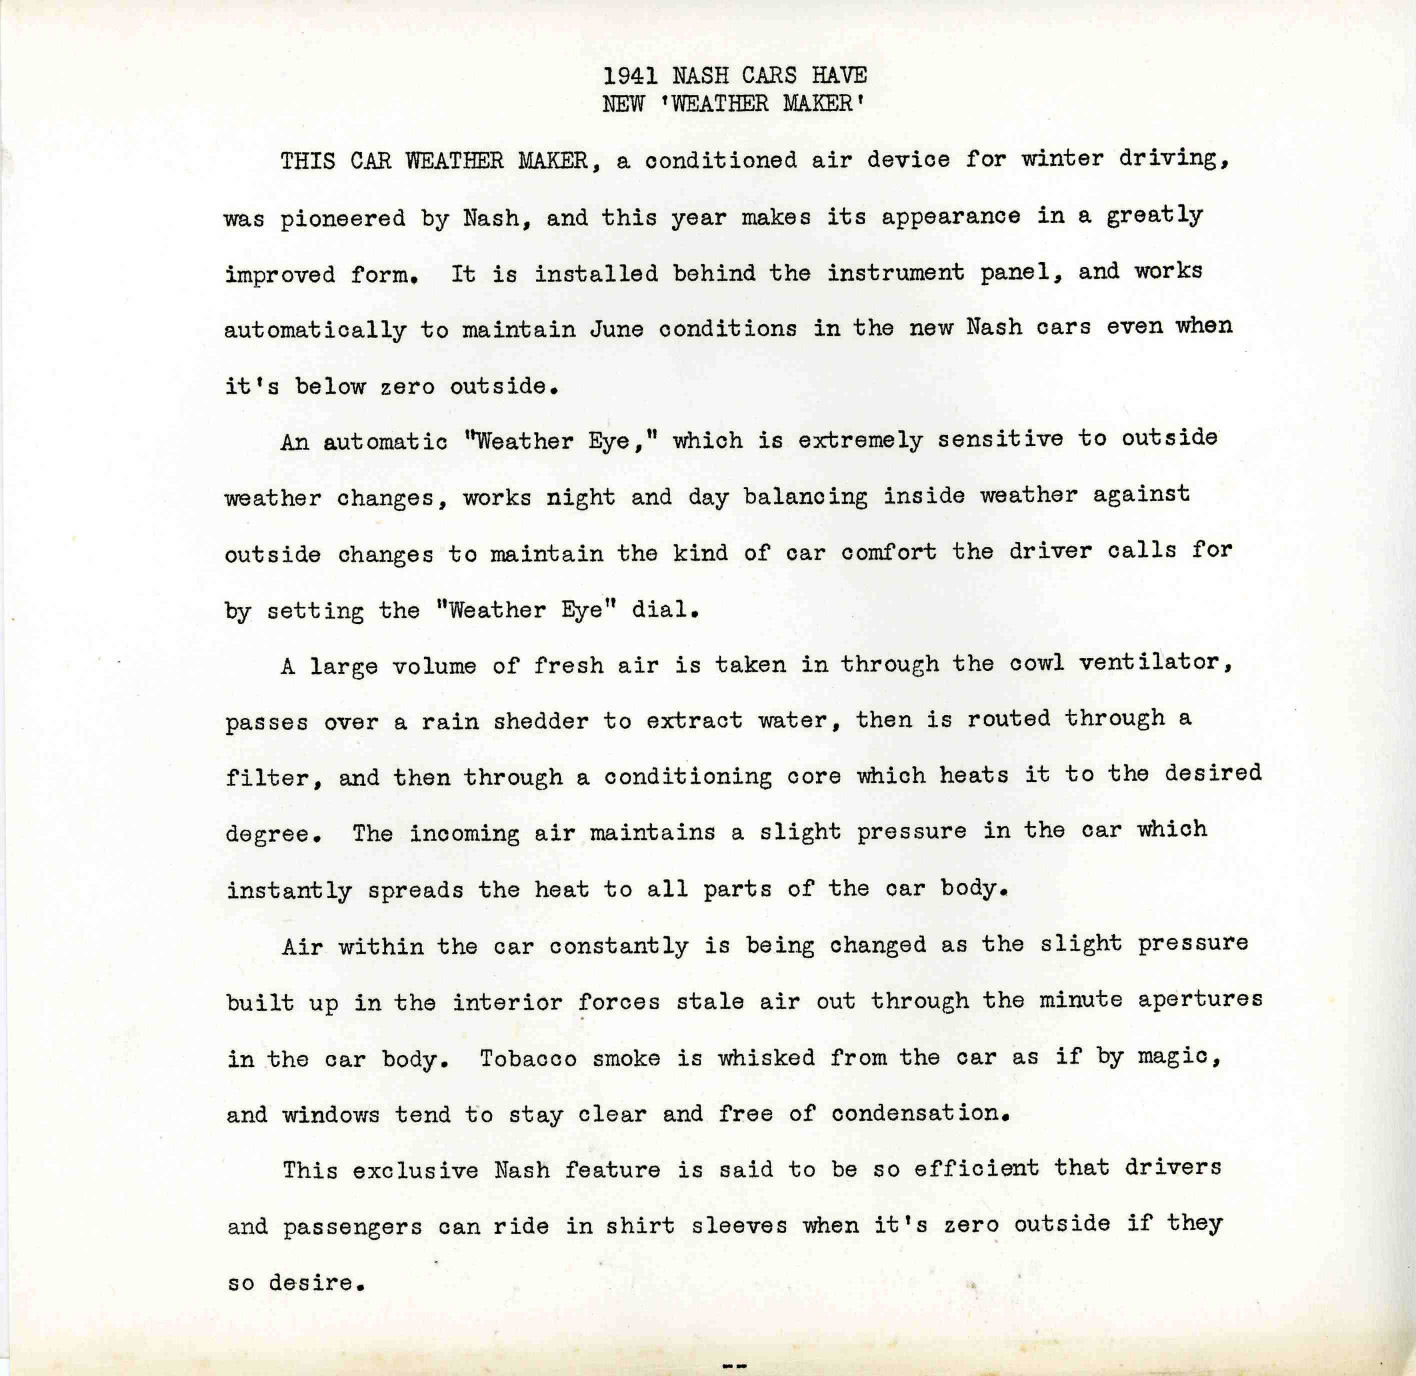 1941 NASH CARS HAVE
NEW 'WEATHER MAKER'
THIS CAR WEATHER MAKER, a conditioned air device for winter driving,
was pioneered by Nash, and this year makes its appearance in a greatly
improved form. It is installed behind the instrument panel, and works
automatically to maintain June conditions in the new Nash cars even when
it's below zero outside.
An automatic "Weather Eye," which is extremely sensitive to outside
weather changes, works night and day balancing inside weather against
outside changes to maintain the kind of car comfort the driver calls for
by setting the "Weather Eye" dial.
A large volume of fresh air is taken in through the cowl ventilator,
passes over a rain shedder to extract water, then is routed through a
filter, and then through a conditioning core which heats it to the desired
degree. The incoming air maintains a slight pressure in the car which
instantly spreads the heat to all parts of the car body.
Air within the car constantly is being changed as the slight pressure
built up in the interior forces stale air out through the minute apertures
in the car body. Tobacco smoke is whisked from the car as if by magic,
and windows tend to stay clear and free of condensation.
This exclusive Nash feature is said to be so efficient that drivers
and passengers can ride in shirt sleeves when it's zero outside if they
so desire.
--